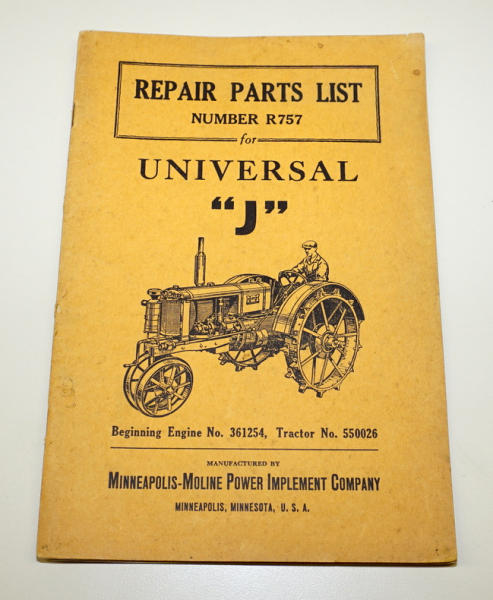 REPAIR PARTS LIST
NUMBER R757
for
UNIVERSAL
“J”
Beginning Engine No. 361254, Tractor No. 550026
MANUFACTURED BY
MINNEAPOLIS-MOLINE POWER IMPLEMENT COMPANY
MINNEAPOLIS, MINNESOTA, U. S. A.